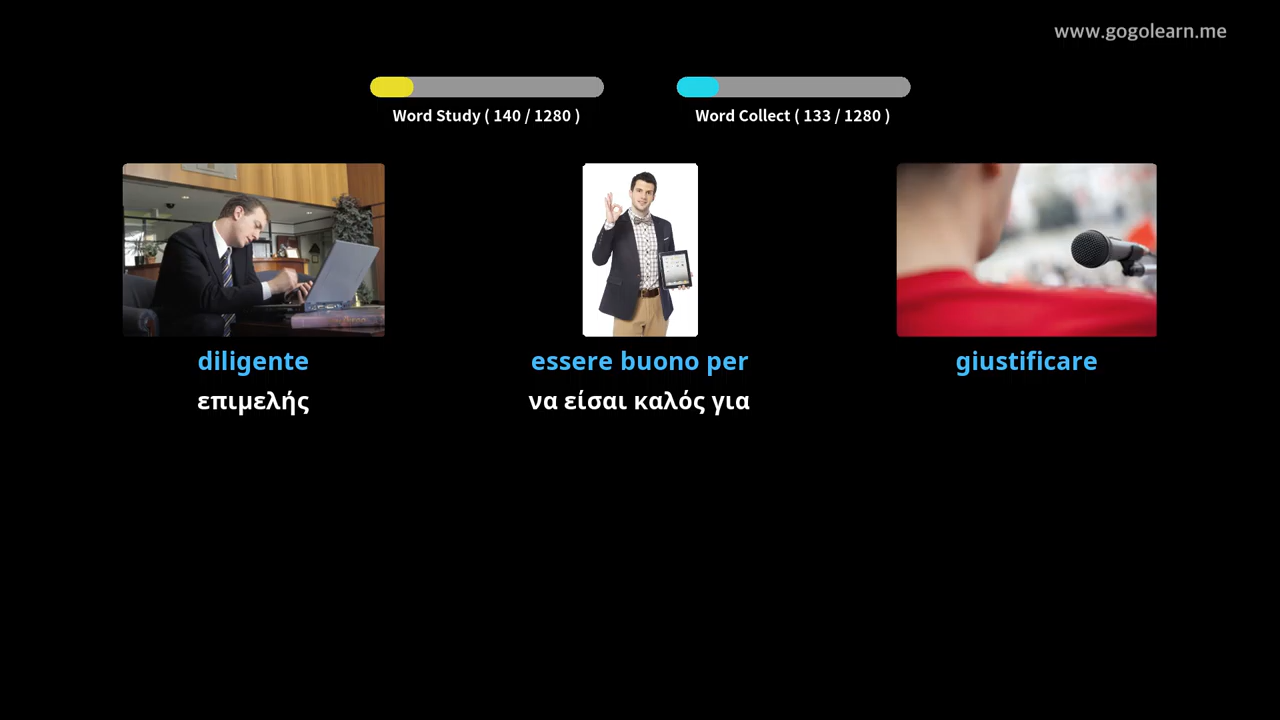 www.gogolearn.me
Word Study ( 140 / 1280 )
Word Collect ( 133 / 1280 )
diligente
essere buono per
giustificare
επιμελής
να είσαι καλός για